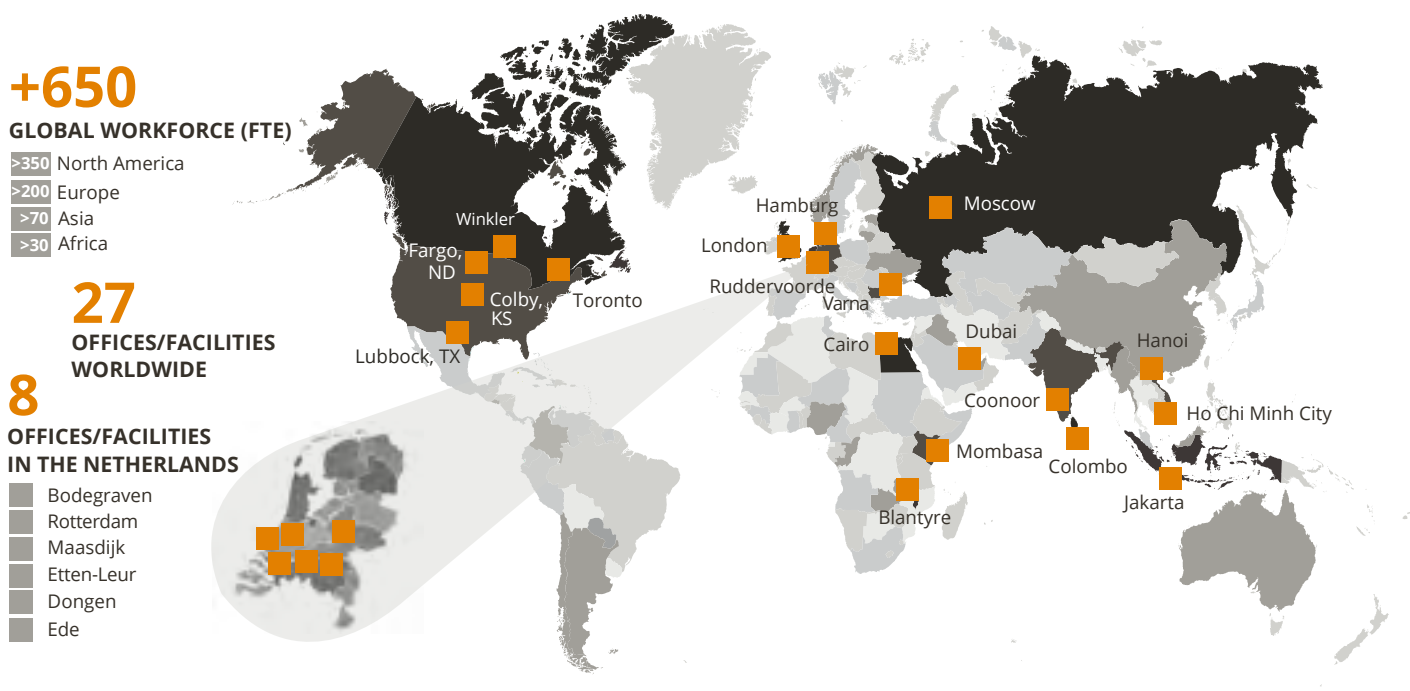 +650
GLOBAL WORKFORCE (FTE)
>350 North America
>200 Europe
>70 Asia
>30 Africa
27
OFFICES/FACILITIES
WORLDWIDE
8
OFFICES/FACILITIES
IN THE NETHERLANDS
Bodegraven
Rotterdam
Maasdijk
Etten-Leur
Dongen
Ede
Winkler
Fargo,
ND
Colby,
KS
Toronto
Lubbock, TX
Hamburg
London
Ruddervoorde
Varna
Moscow
Cairo
Dubai
Hanoi
Coonoor
Ho Chi Minh City
Colombo
Mombasa
Jakarta
Blantyre